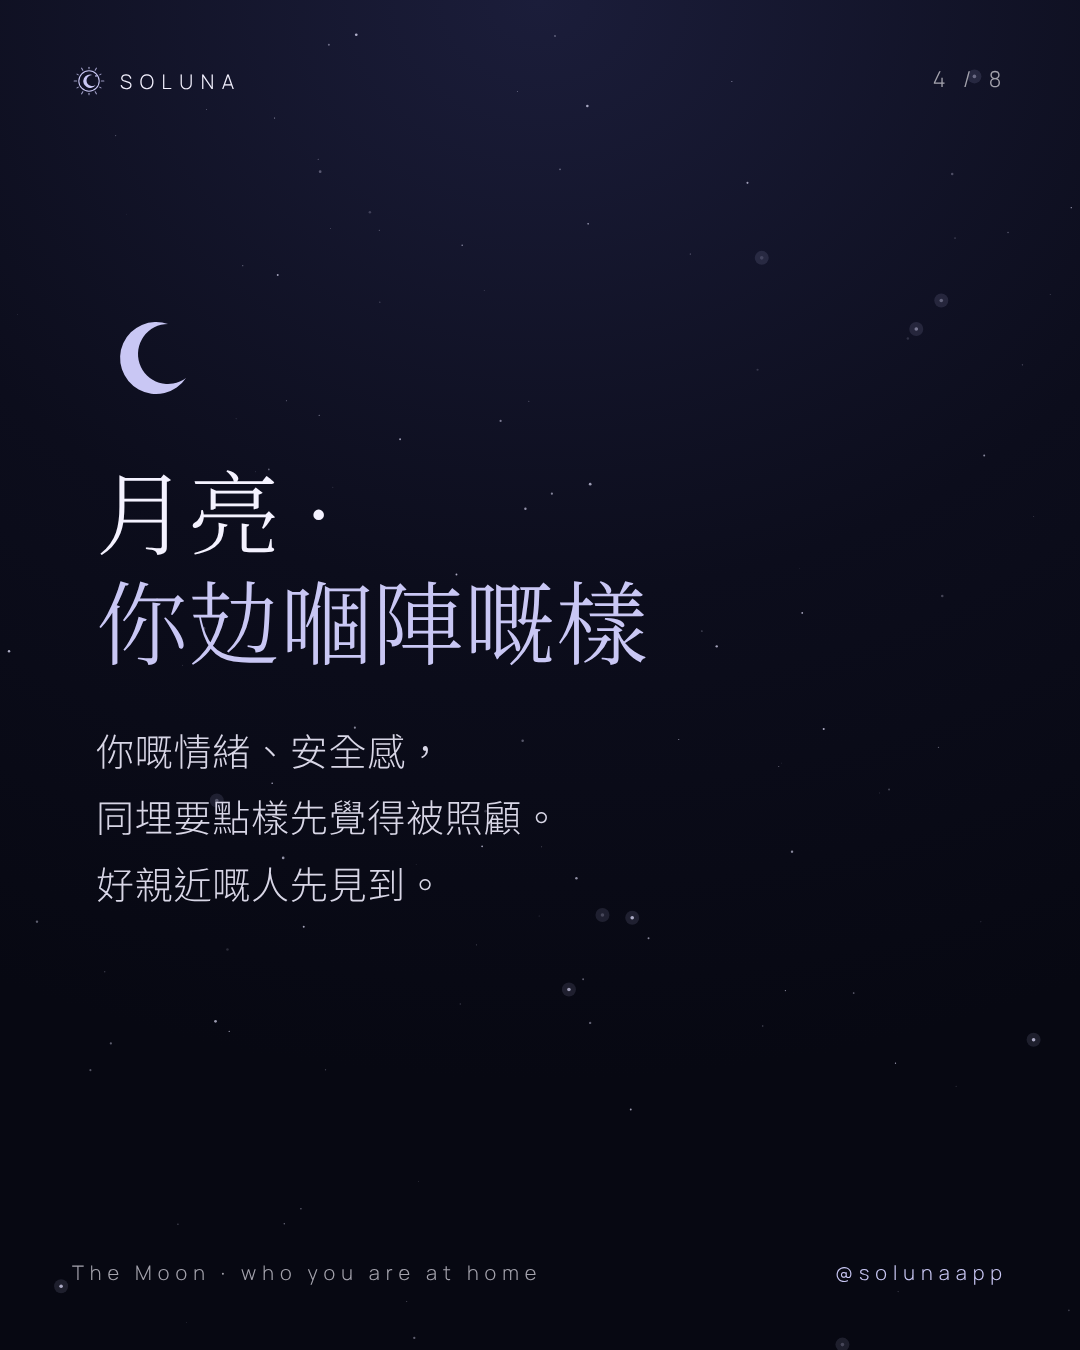 SOLUNA
4 / 8
月亮 ·
你攰嗰陣嘅樣
你嘅情緒、安全感，
同埋要點樣先覺得被照顧。
好親近嘅人先見到。
The Moon · who you are at home
@solunaapp